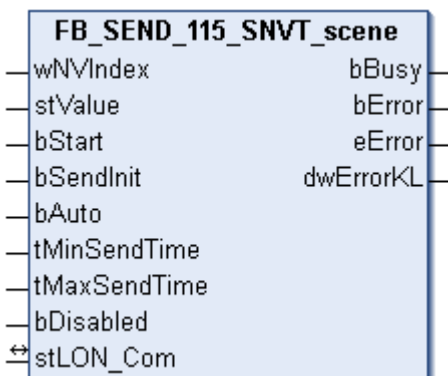 FB_SEND_115_SNVT_scene
wNVIndex bBusy
stValue bError
bStart eError
bSendInit dwErrorKL
bAuto
tMinSendTime
tMaxSendTime
bDisabled
stLON_Com